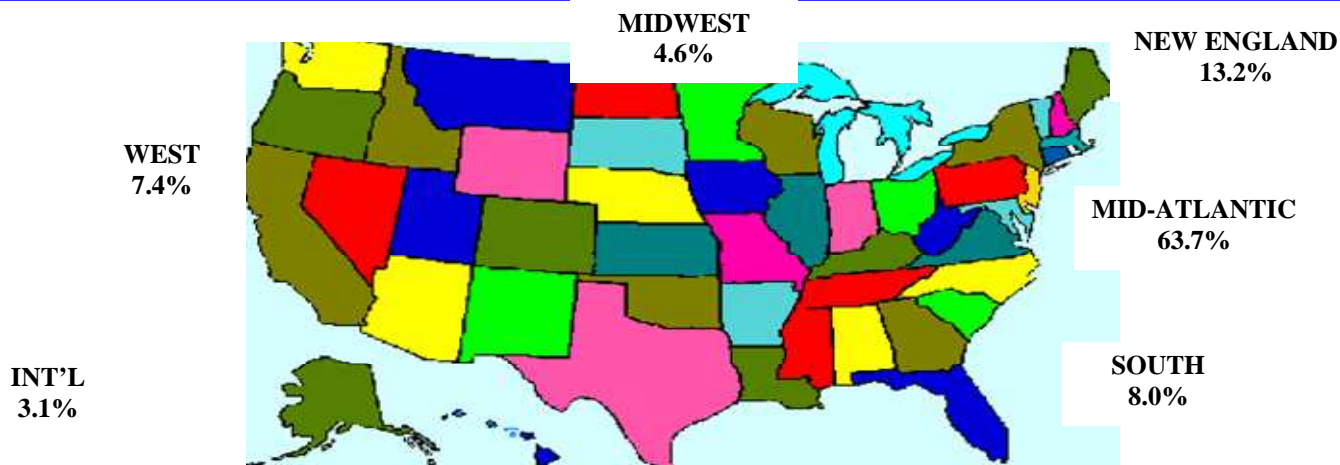 MIDWEST
4.6%
NEW ENGLAND
13.2%
WEST
7.4%
MID-ATLANTIC
63.7%
INT'L
3.1%
SOUTH
8.0%